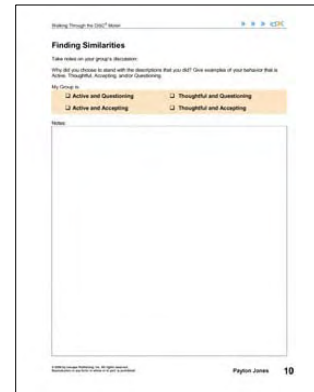 Walking Through the DiSC® Model
Finding Similarities
Take notes on your group's discussion:
Why did you choose to stand with the descriptions that you did? Give examples of your behavior that is
Active, Thoughtful, Accepting, and/or Questioning.
My Group Is:
❑ Active and Questioning ❑ Thoughtful and Questioning
❑ Active and Accepting ❑ Thoughtful and Accepting
Notes:
Payton Jones 10